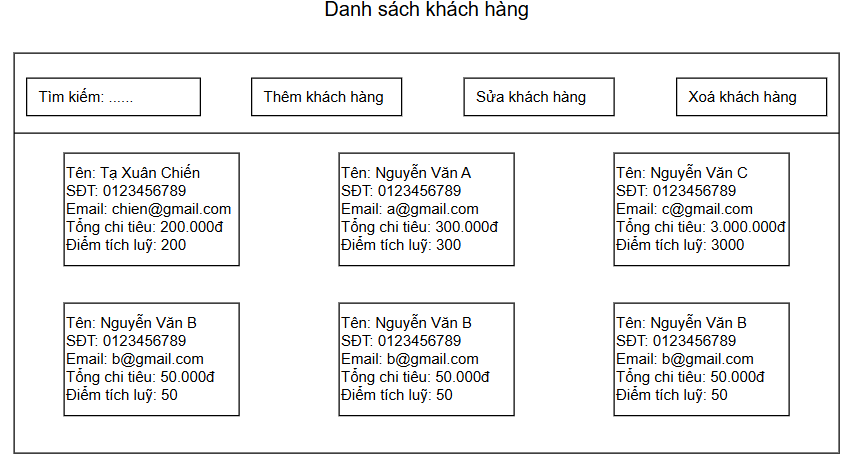 Danh sách khách hàng
Tìm kiếm: ......
Thêm khách hàng
Sửa khách hàng
Xoá khách hàng
Tên: Tạ Xuân Chiến
SĐT: 0123456789
Email: chien@gmail.com
Tổng chi tiêu: 200.000đ
Điểm tích luỹ: 200
Tên: Nguyễn Văn A
SĐT: 0123456789
Email: a@gmail.com
Tổng chi tiêu: 300.000đ
Điểm tích luỹ: 300
Tên: Nguyễn Văn C
SĐT: 0123456789
Email: c@gmail.com
Tổng chi tiêu: 3.000.000đ
Điểm tích luỹ: 3000
Tên: Nguyễn Văn B
SĐT: 0123456789
Email: b@gmail.com
Tổng chi tiêu: 50.000đ
Điểm tích luỹ: 50
Tên: Nguyễn Văn B
SĐT: 0123456789
Email: b@gmail.com
Tổng chi tiêu: 50.000đ
Điểm tích luỹ: 50
Tên: Nguyễn Văn B
SĐT: 0123456789
Email: b@gmail.com
Tổng chi tiêu: 50.000đ
Điểm tích luỹ: 50